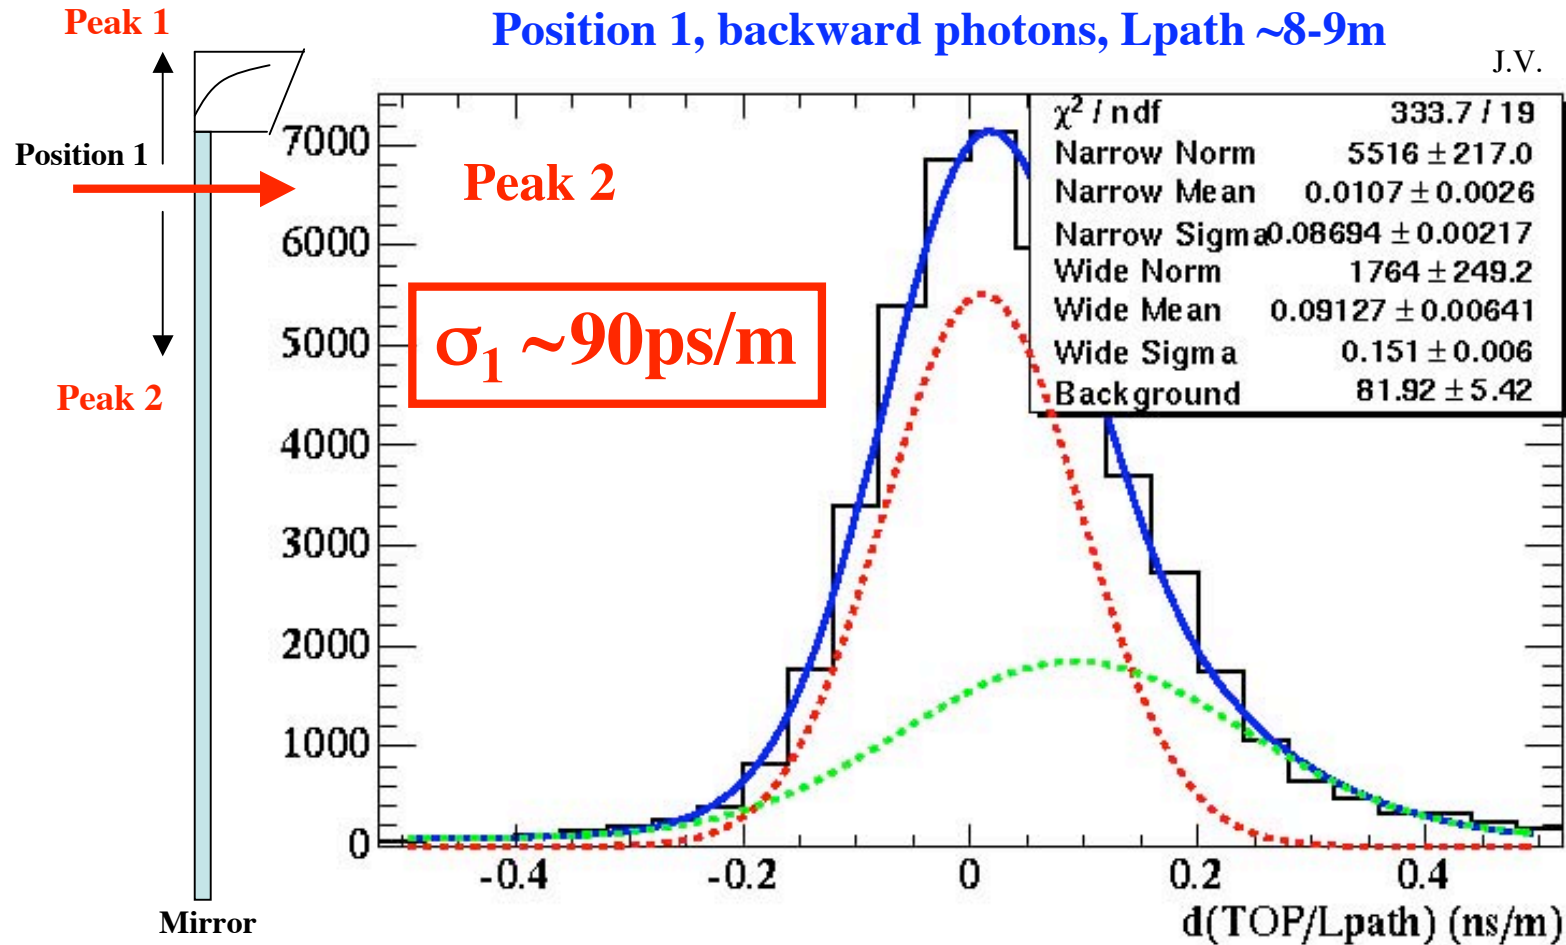 Position 1, backward photons, Lpath ~8-9m
J.V.
Peak 1
Position 1
Peak 2
Mirror
Peak 2
σ1 ~90ps/m
χ2 / ndf 333.7 / 19
Narrow Norm 5516 ± 217.0
Narrow Mean 0.0107 ± 0.0026
Narrow Sigma 0.08694 ± 0.00217
Wide Norm 1764 ± 249.2
Wide Mean 0.09127 ± 0.00641
Wide Sigma 0.151 ± 0.006
Background 81.92 ± 5.42
7000
6000
5000
4000
3000
2000
1000
0
-0.4 -0.2 0 0.2 0.4
d(TOP/Lpath) (ns/m)